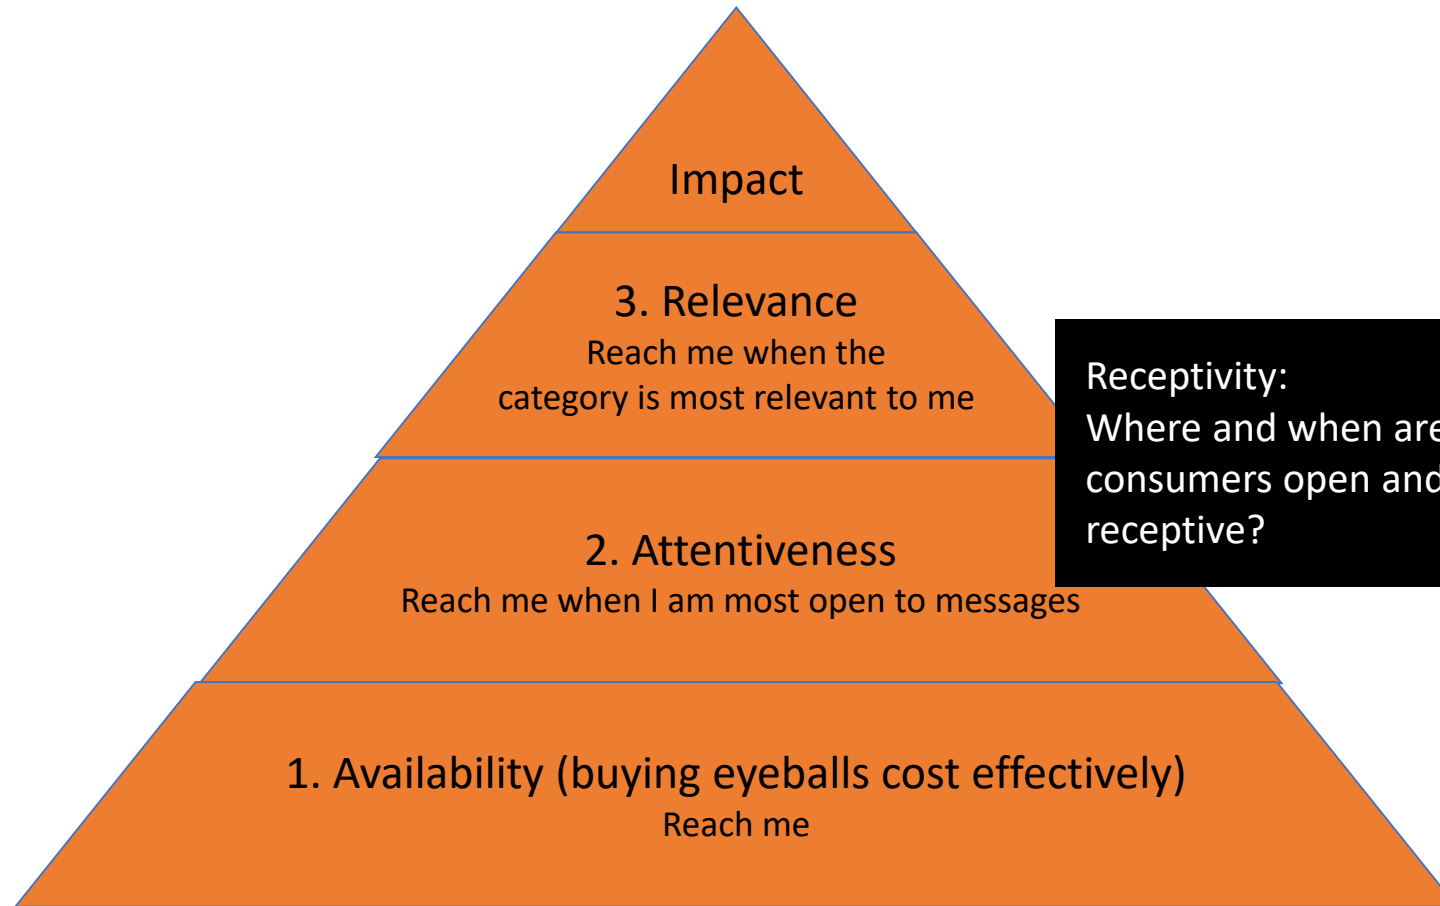 Impact
3. Relevance
Reach me when the
category is most relevant to me
Receptivity:
Where and when are
consumers open and
receptive?
2. Attentiveness
Reach me when I am most open to messages
1. Availability (buying eyeballs cost effectively)
Reach me